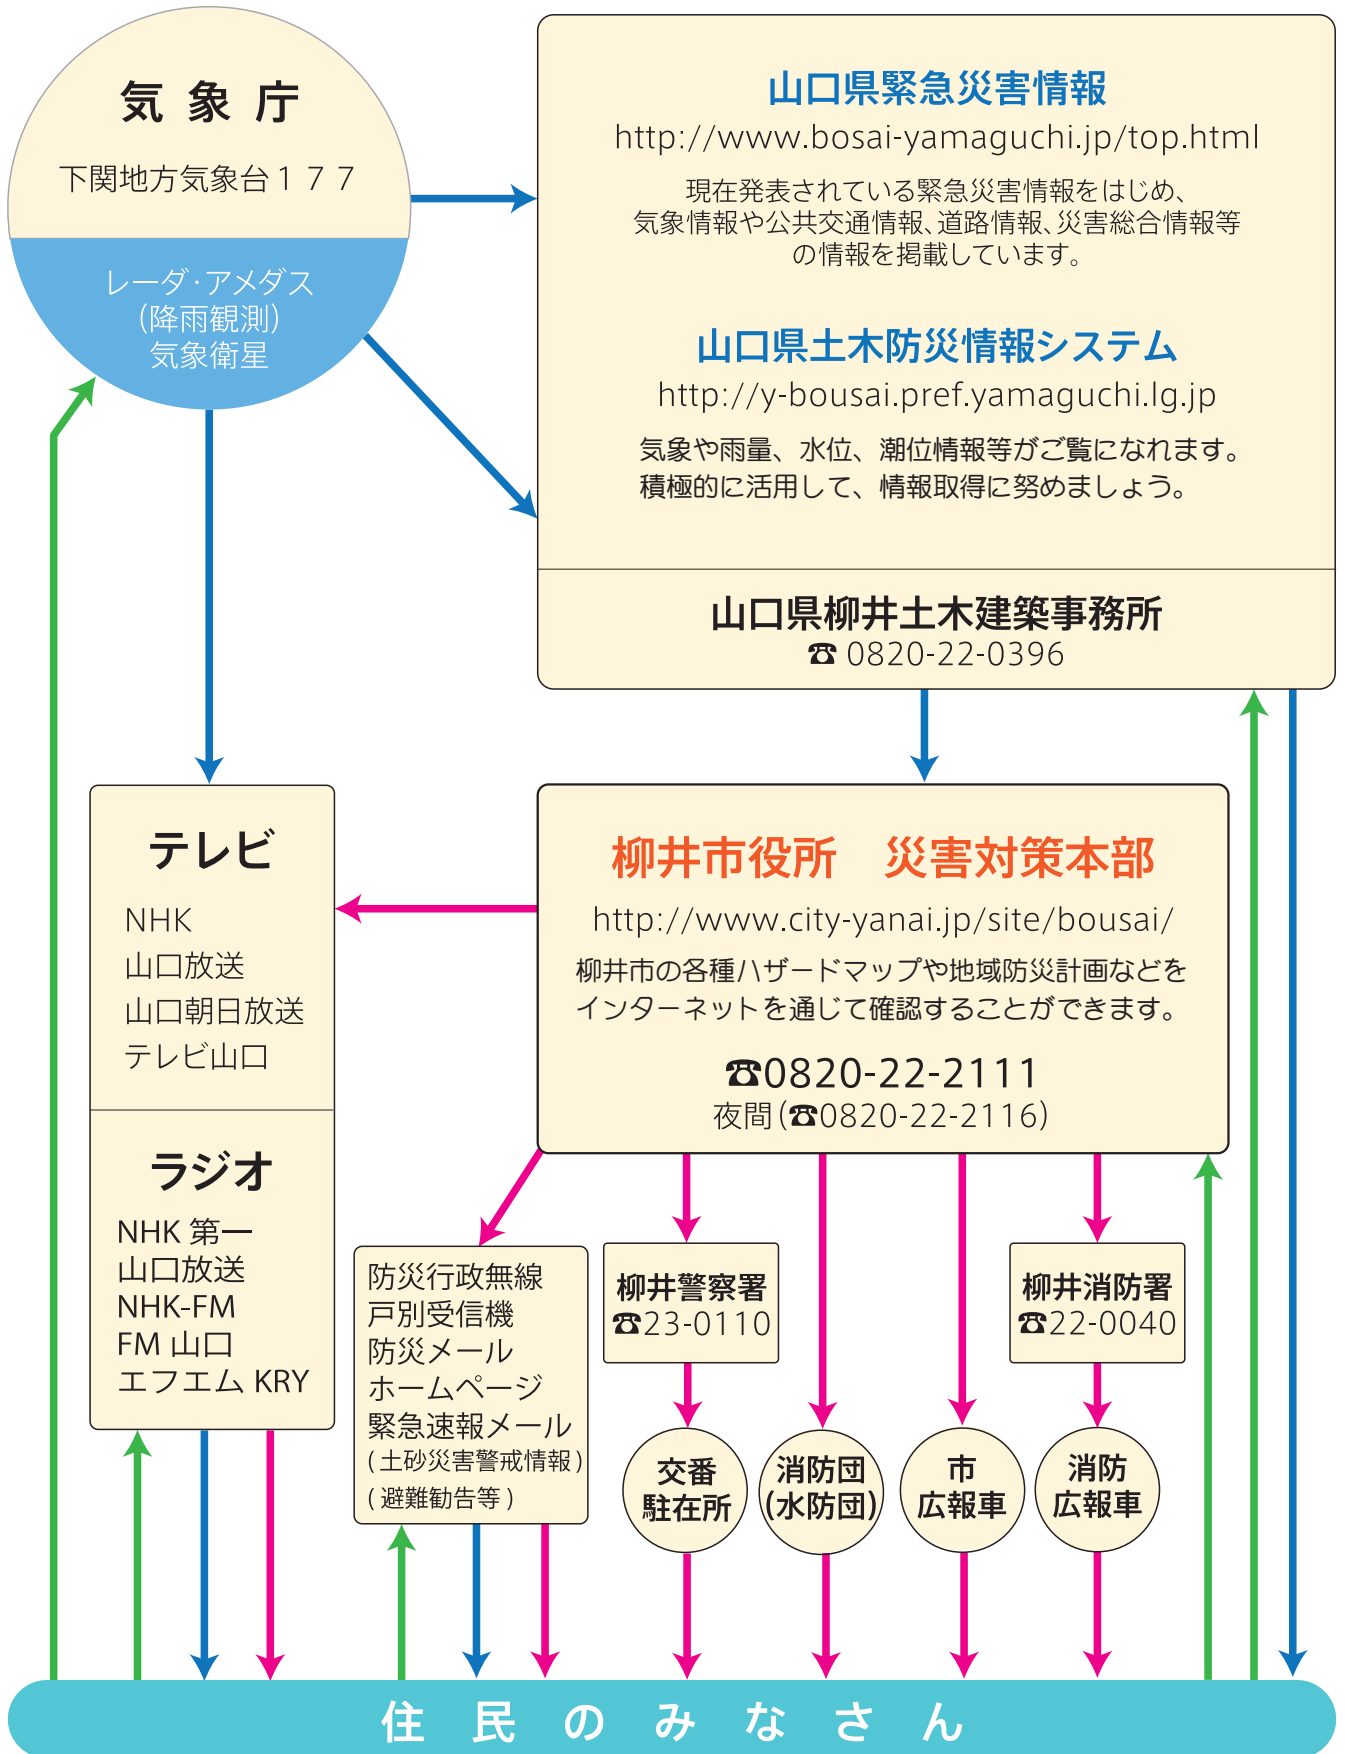 気象庁
下関地方気象台177
レーダ・アメダス
(降雨観測)
気象衛星
山口県緊急災害情報
http://www.bosai-yamaguchi.jp/top.html
現在発表されている緊急災害情報をはじめ、
気象情報や公共交通情報、道路情報、災害総合情報等
の情報を掲載しています。
山口県土木防災情報システム
http://y-bousai.pref.yamaguchi.lg.jp
気象や雨量、水位、潮位情報等がご覧になれます。
積極的に活用して、情報取得に努めましょう。
山口県柳井土木建築事務所
☎ 0820-22-0396
テレビ
NHK
山口放送
山口朝日放送
テレビ山口
ラジオ
NHK 第一
山口放送
NHK-FM
FM 山口
エフエム KRY
柳井市役所 災害対策本部
http://www.city-yanai.jp/site/bousai/
柳井市の各種ハザードマップや地域防災計画などを
インターネットを通じて確認することができます。
☎0820-22-2111
夜間(☎0820-22-2116)
防災行政無線
戸別受信機
防災メール
ホームページ
緊急速報メール
(土砂災害警戒情報)
(避難勧告等)
柳井警察署
☎23-0110
柳井消防署
☎22-0040
交番
駐在所
消防団
(水防団)
市
広報車
消防
広報車
住民のみなさん